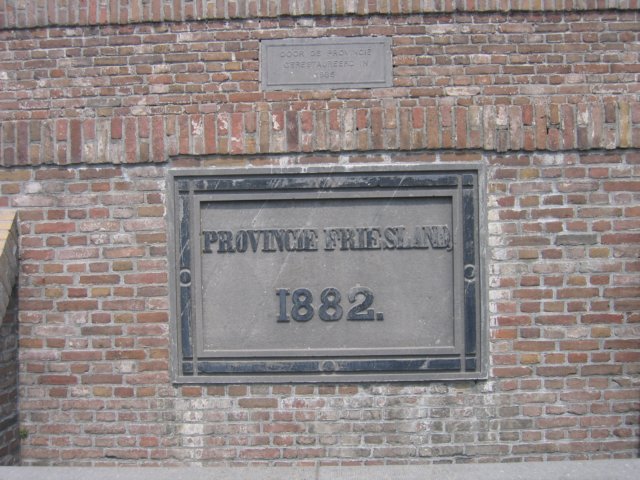 DOOR DE PROVINCIE
GERESTAUREERD IN
PROVINCIE FRIESLAND,
1882.